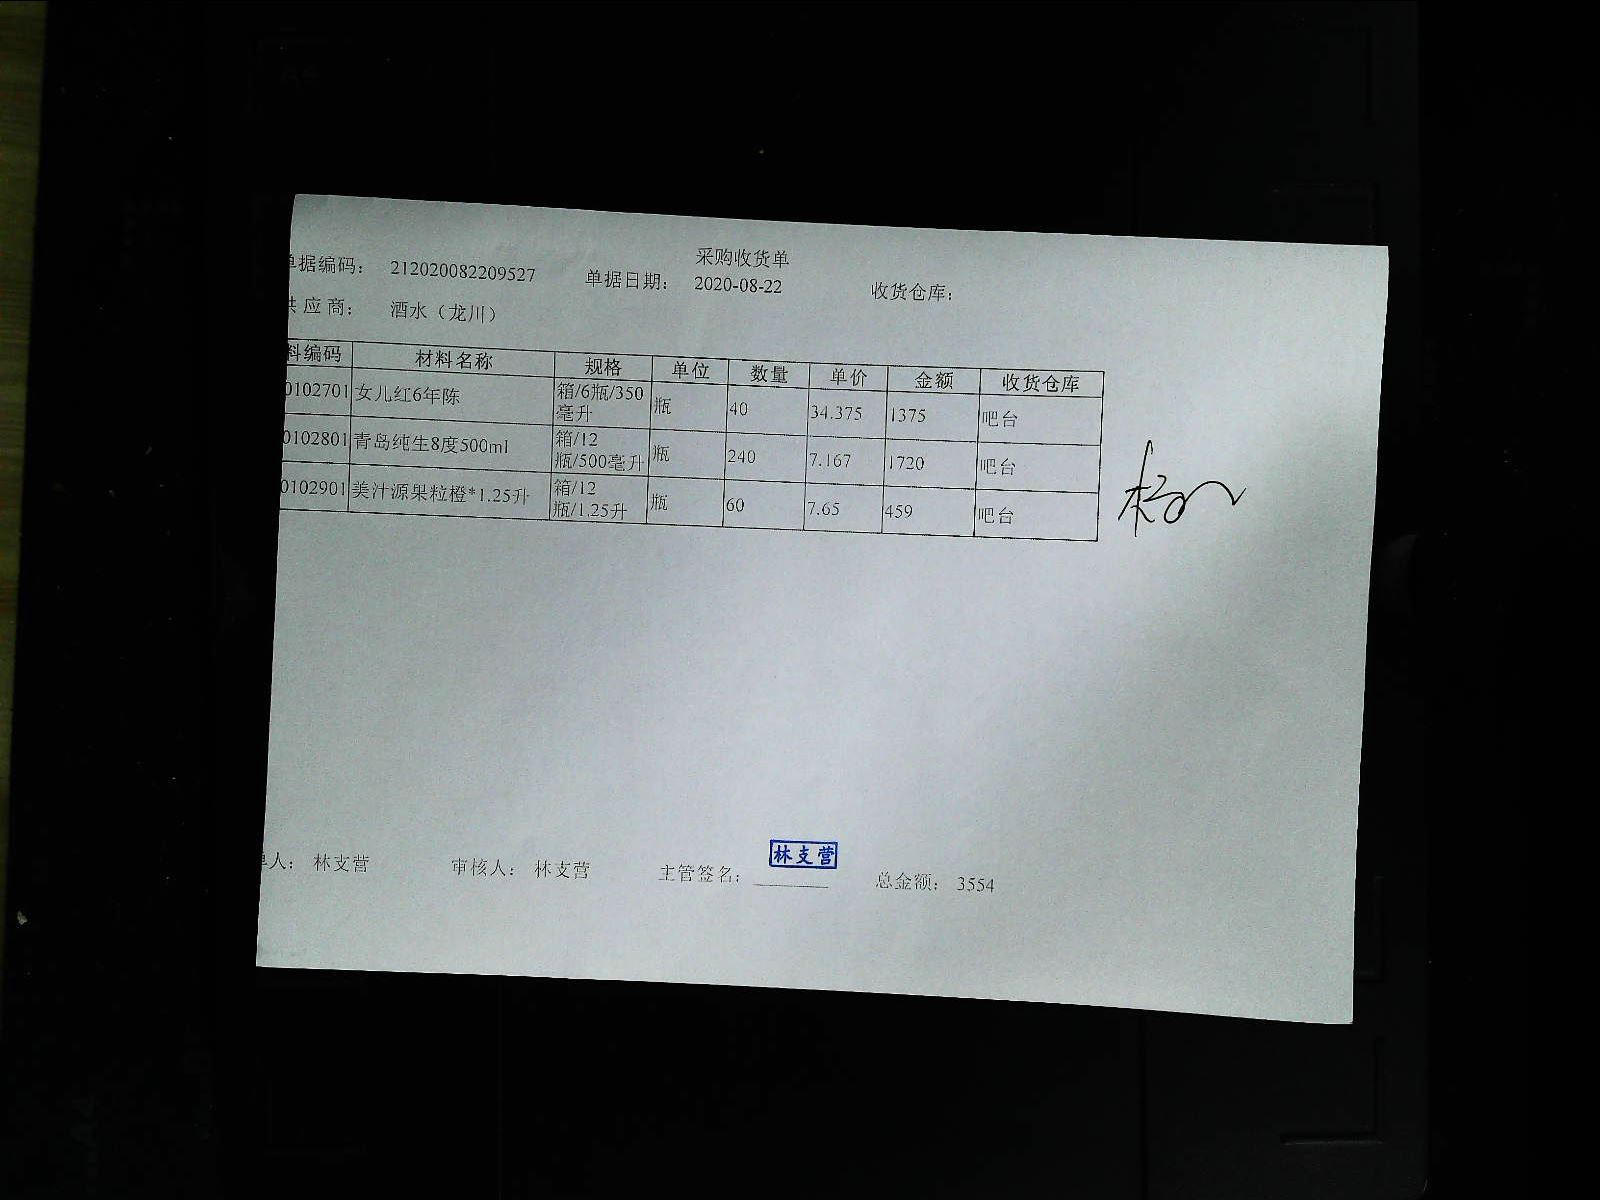 采购收货单
单据编码： 212020082209527 单据日期： 2020-08-22 收货仓库：
供 应 商： 酒水（龙川）
料编码 材料名称 规格 单位 数量 单价 金额 收货仓库
0102701 女儿红6年陈 箱/6瓶/350 瓶 40 34.375 1375 吧台
毫升
0102801 青岛纯生8度500ml 箱/12 瓶 240 7.167 1720 吧台
瓶/500毫升
0102901 美汁源果粒橙*1.25升 箱/12 瓶 60 7.65 459 吧台
瓶/1.25升
单人： 林支营 审核人： 林支营 主管签名： 林支营 总金额： 3554